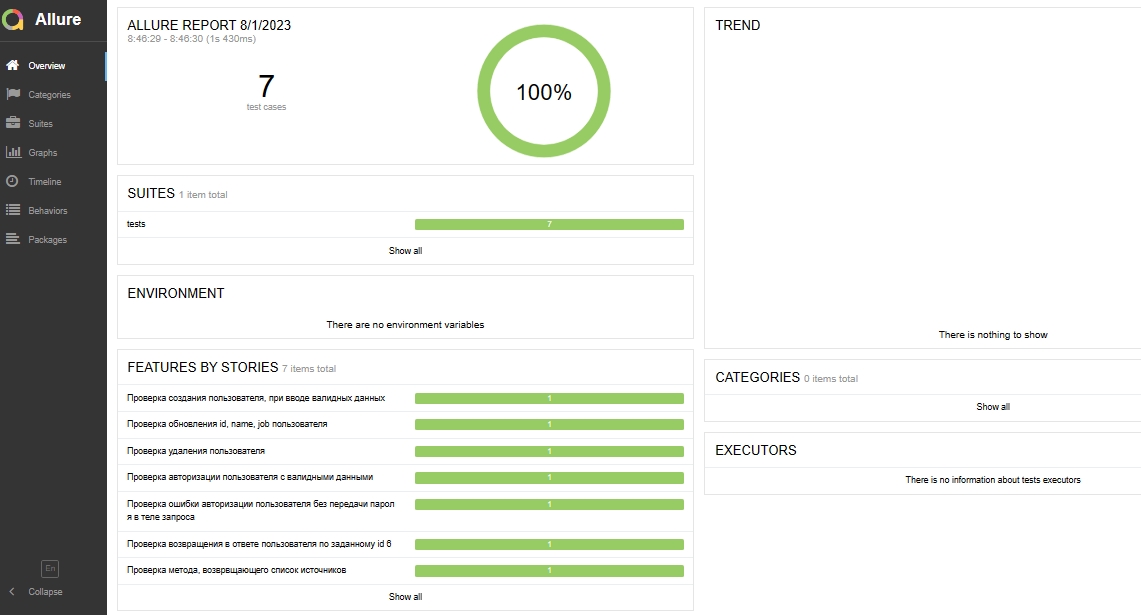 Allure
Overview
Categories
Suites
Graphs
Timeline
Behaviors
Packages
En
Collapse
ALLURE REPORT 8/1/2023
8:46:29 - 8:46:30 (1s 430ms)
7
test cases
100%
SUITES 1 item total
tests 7
Show all
ENVIRONMENT
There are no environment variables
FEATURES BY STORIES 7 items total
Проверка создания пользователя, при вводе валидных данных 1
Проверка обновления id, name, job пользователя 1
Проверка удаления пользователя 1
Проверка авторизации пользователя с валидными данными 1
Проверка ошибки авторизации пользователя без передачи парол 1
я в теле запроса
Проверка возвращения в ответе пользователя по заданному id 6 1
Проверка метода, возврвщающего список источников 1
Show all
TREND
There is nothing to show
CATEGORIES 0 items total
Show all
EXECUTORS
There is no information about tests executors